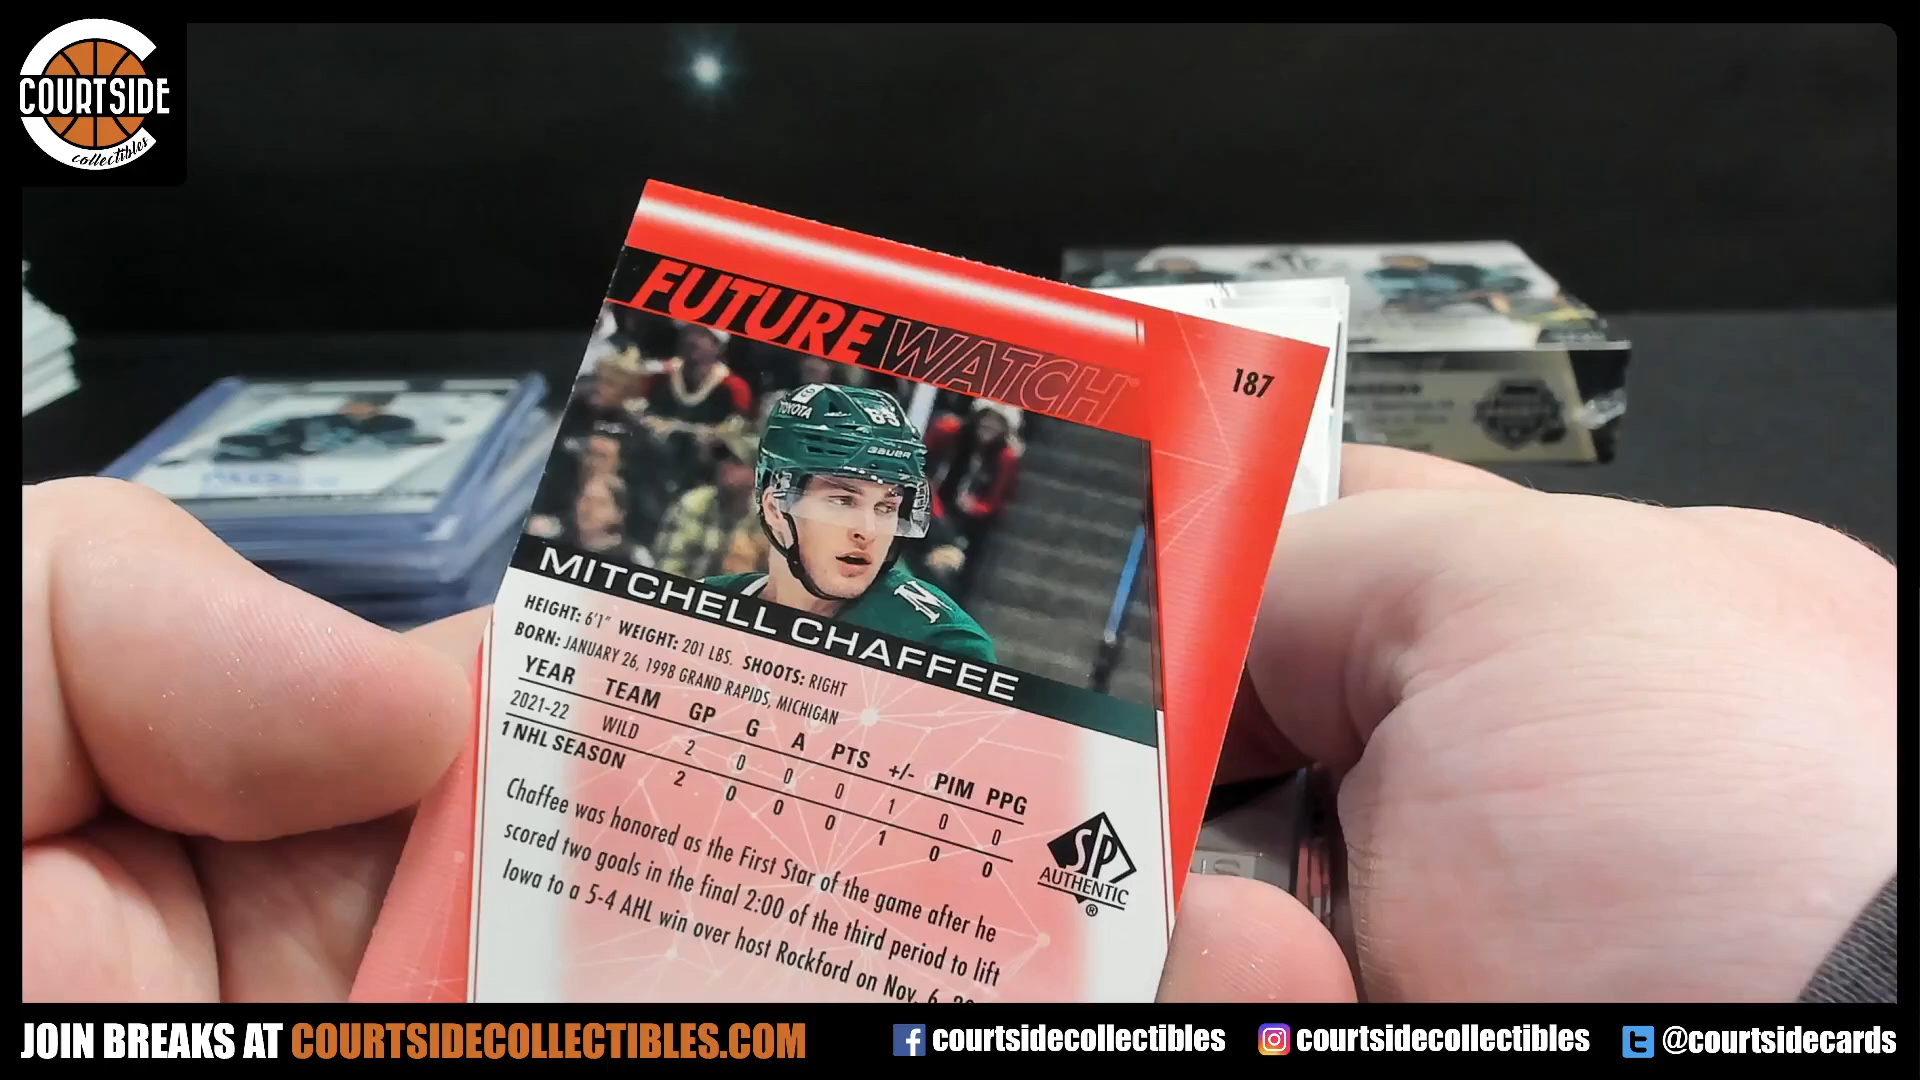 COURTSIDE
collectibles
FUTURE WATCH
187
TOYOTA
89
BAUER
MITCHELL CHAFFEE
HEIGHT: 6'1" WEIGHT: 201 LBS. SHOOTS: RIGHT
BORN: JANUARY 26, 1998 GRAND RAPIDS, MICHIGAN
YEAR TEAM GP G A PTS +/- PIM PPG
2021-22 WILD 2 0 0 0 1 0 0
1 NHL SEASON 2 0 0 0 1 0 0
Chaffee was honored as the First Star of the game after he
scored two goals in the final 2:00 of the third period to lift
Iowa to a 5-4 AHL win over host Rockford on Nov. 6,
SP
AUTHENTIC
®
JOIN BREAKS AT COURTSIDECOLLECTIBLES.COM
courtsidecollectibles
courtsidecollectibles
@courtsidecards